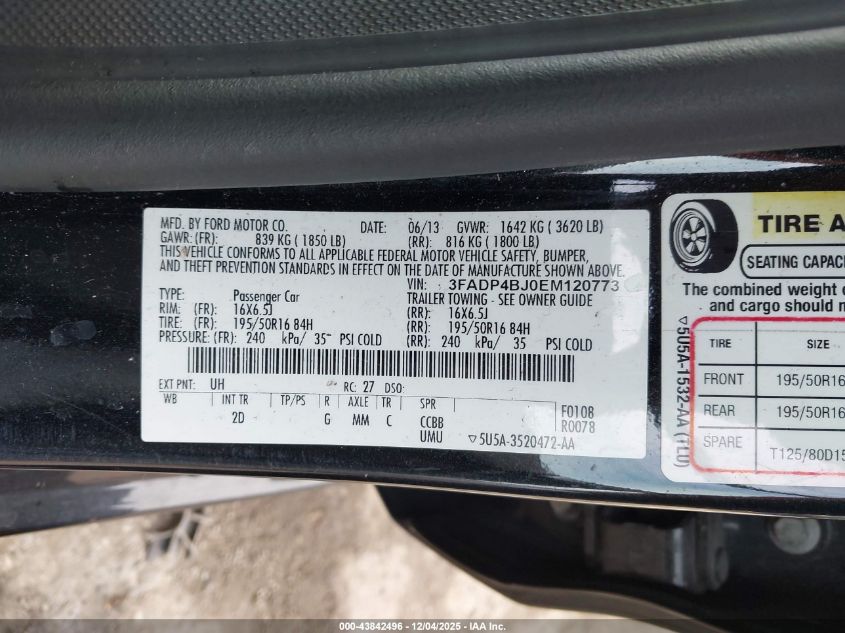 MFD. BY FORD MOTOR CO. DATE: 06/13 GVWR: 1642 KG ( 3620 LB)
GAWR: (FR): 839 KG ( 1850 LB) (RR): 816 KG ( 1800 LB)
THIS VEHICLE CONFORMS TO ALL APPLICABLE FEDERAL MOTOR VEHICLE SAFETY, BUMPER,
AND THEFT PREVENTION STANDARDS IN EFFECT ON THE DATE OF MANUFACTURE SHOWN ABOVE.
VIN: 3FADP4BJ0EM120773
TYPE: Passenger Car TRAILER TOWING - SEE OWNER GUIDE
RIM: (FR): 16X6.5J (RR): 16X6.5J
TIRE: (FR): 195/50R16 84H (RR): 195/50R16 84H
PRESSURE: (FR): 240 kPa/ 35 PSI COLD (RR): 240 kPa/ 35 PSI COLD
EXT PNT: UH RC: 27 DSO:
WB INT TR TP/PS R AXLE TR SPR F010B
2D G MM C CCBB R0078
UMU ▽5U5A-3520472-AA
TIRE A
SEATING CAPAC
The combined weight o
and cargo should n
▽5U5A-1532-AA (TLU)
TIRE SIZE
FRONT 195/50R16
REAR 195/50R16
SPARE T125/80D15
000-43842496 - 12/04/2025 - IAA Inc.